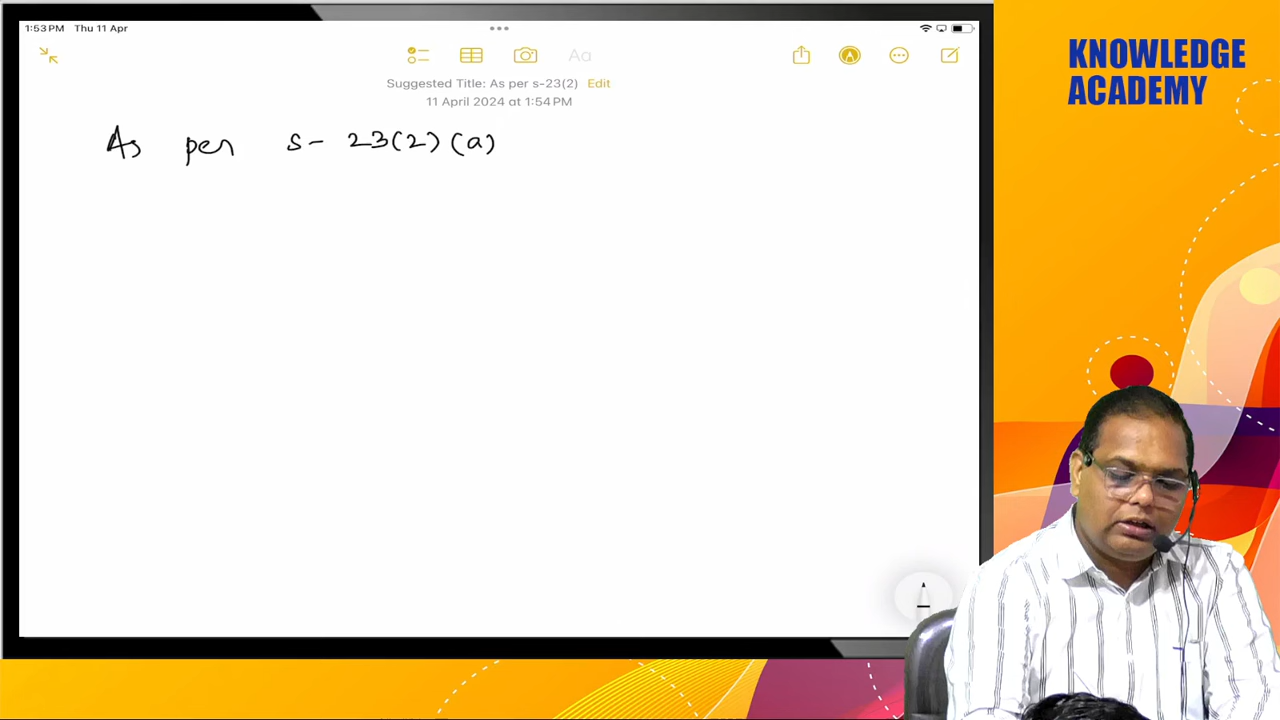 1:53 PM Thu 11 Apr
Aa
Suggested Title: As per s-23(2) Edit
11 April 2024 at 1:54 PM
As per s- 23(2) (a)
KNOWLEDGE
ACADEMY